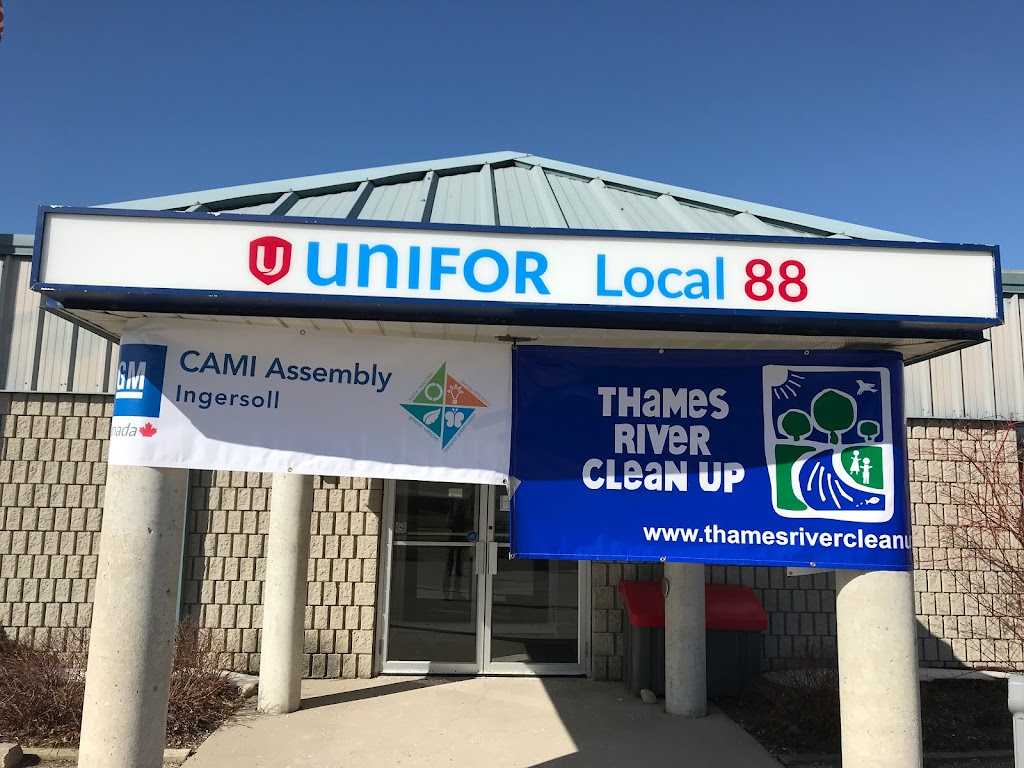 U UNIFOR Local 88
GM
CAMI Assembly
Ingersoll
nada
THAMES
RIVER
CLEAN UP
www.thamesrivercleanu